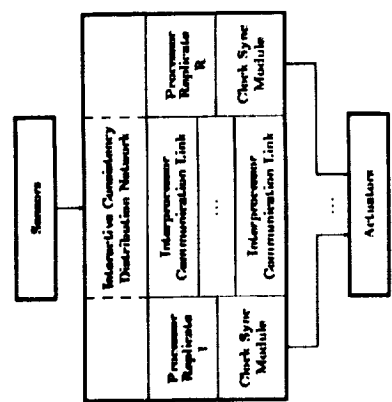 Sensors
Interactive Consistency
Distribution Network
Processor
Replicate
1
Interprocessor
Communication Link
Processor
Replicate
R
...
Clock Sync
Module
Interprocessor
Communication Link
Clock Sync
Module
...
Actuators